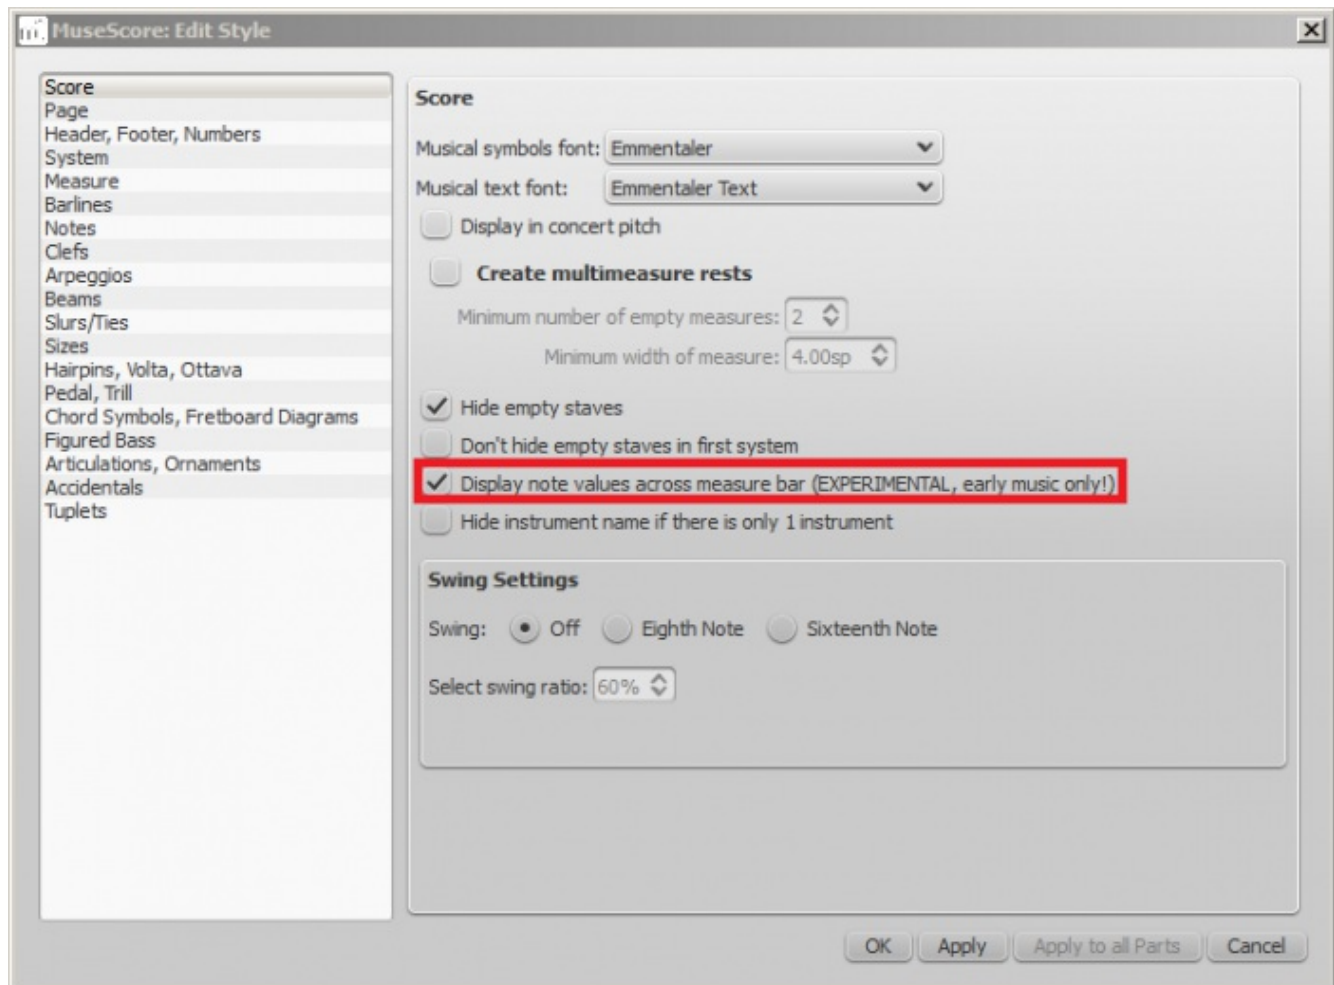 MuseScore: Edit Style
Score
Page
Header, Footer, Numbers
System
Measure
Barlines
Notes
Clefs
Arpeggios
Beams
Slurs/Ties
Sizes
Hairpins, Volta, Ottava
Pedal, Trill
Chord Symbols, Fretboard Diagrams
Figured Bass
Articulations, Ornaments
Accidentals
Tuplets
Score
Musical symbols font: Emmentaler
Musical text font: Emmentaler Text
Display in concert pitch
Create multimeasure rests
Minimum number of empty measures: 2
Minimum width of measure: 4.00sp
Hide empty staves
Don't hide empty staves in first system
Display note values across measure bar (EXPERIMENTAL, early music only!)
Hide instrument name if there is only 1 instrument
Swing Settings
Swing: Off Eighth Note Sixteenth Note
Select swing ratio: 60%
OK Apply Apply to all Parts Cancel